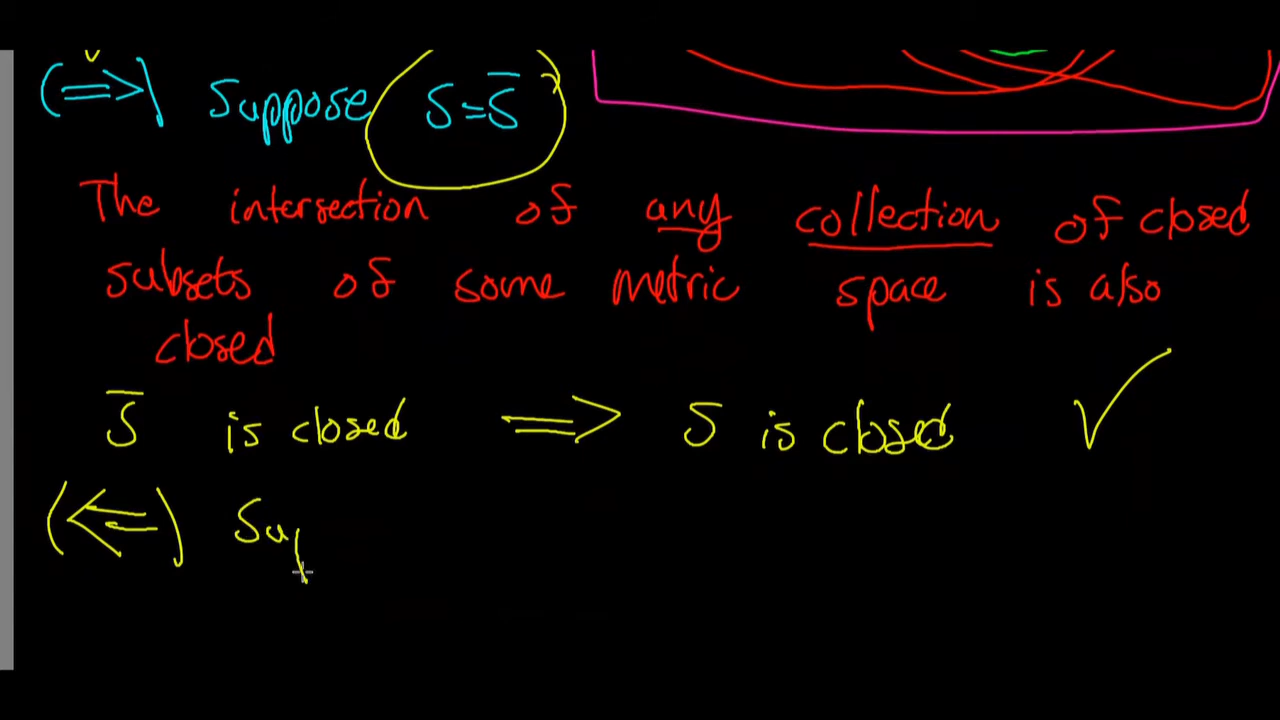 (⇒) Suppose S = S̅
The intersection of any collection of closed
subsets of some metric space is also
closed
S̅ is closed ⇒ S is closed ✓
(⇐) Sup